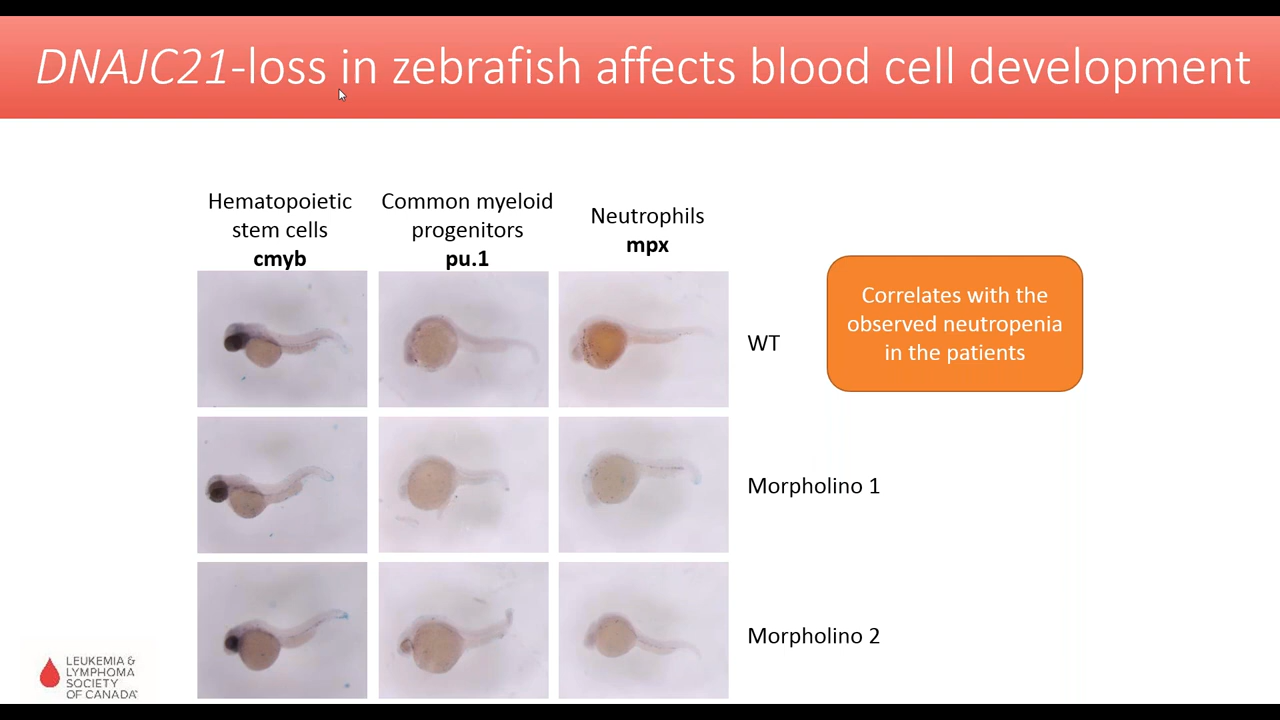 DNAJC21-loss in zebrafish affects blood cell development
Hematopoietic
stem cells
cmyb
Common myeloid
progenitors
pu.1
Neutrophils
mpx
WT
Correlates with the
observed neutropenia
in the patients
Morpholino 1
Morpholino 2
LEUKEMIA &
LYMPHOMA
SOCIETY
OF CANADA